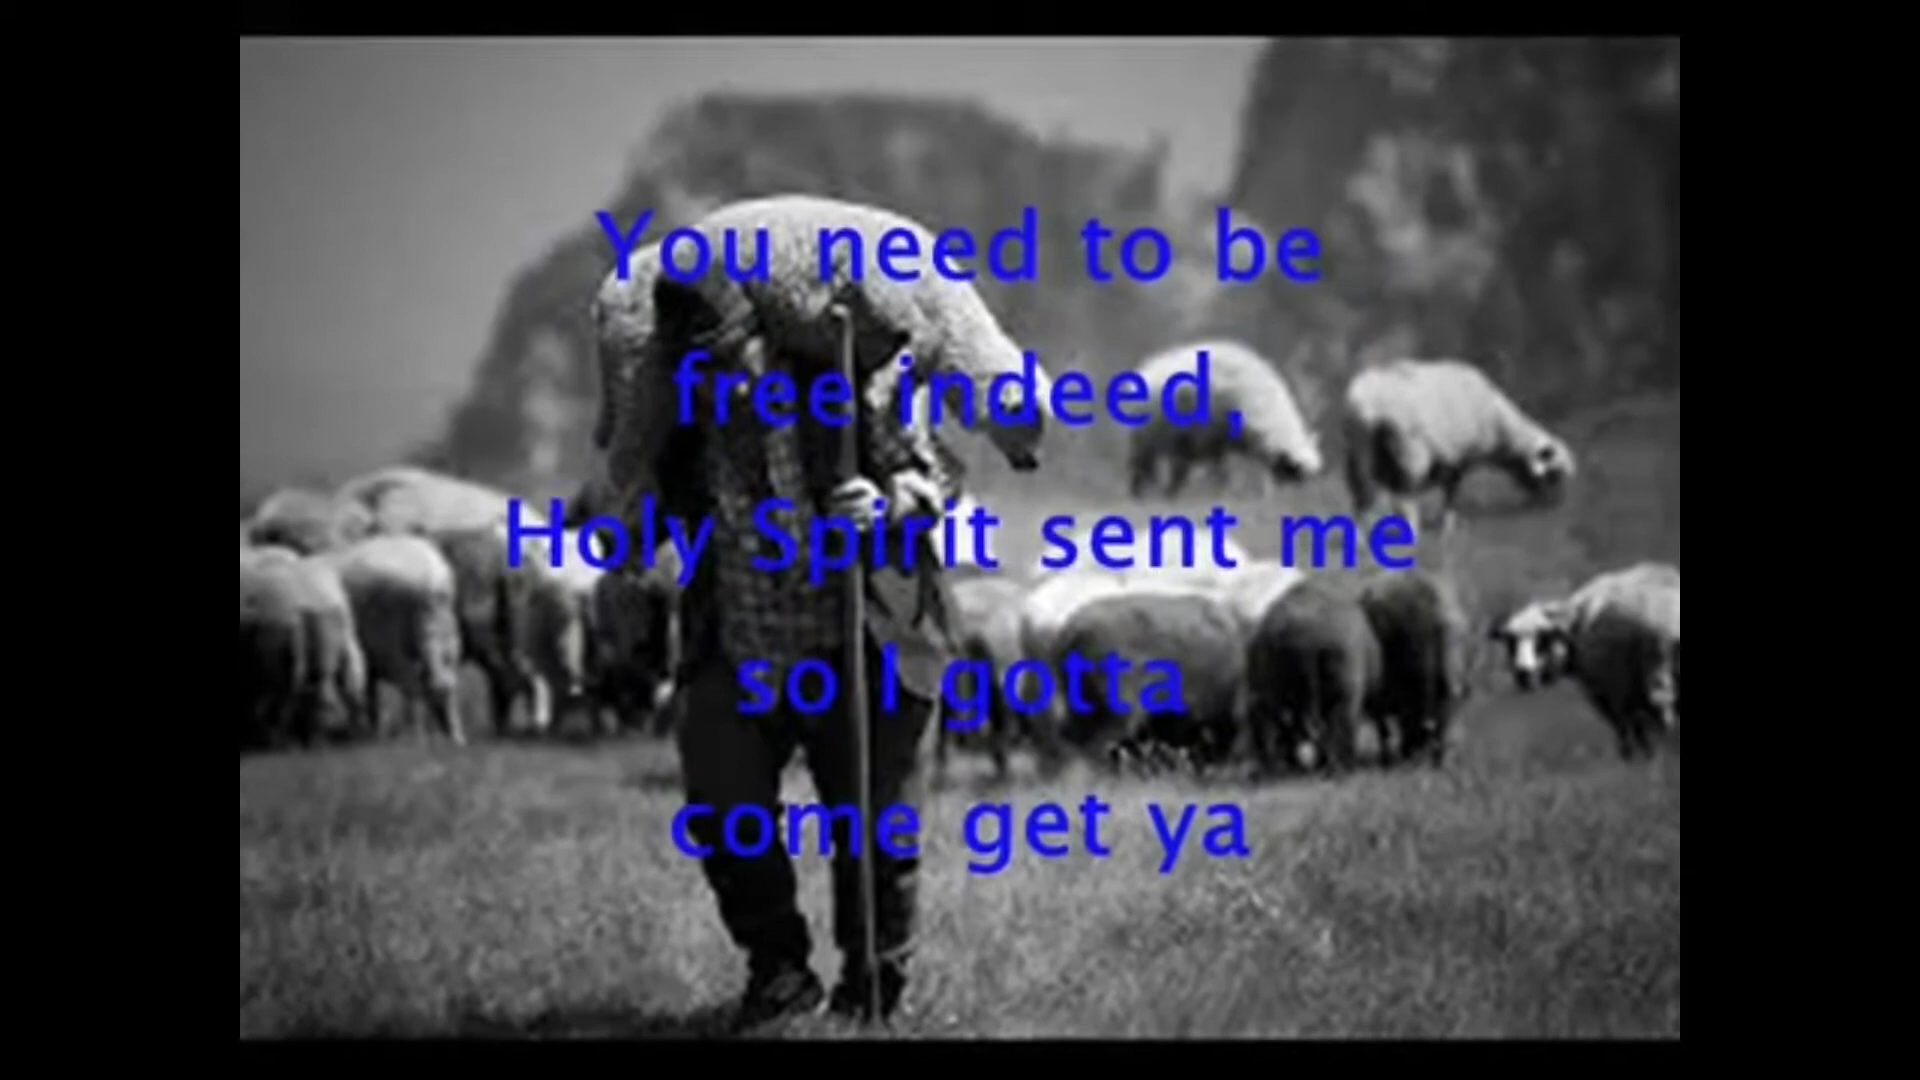 You need to be
free indeed,
Holy Spirit sent me
so I gotta
come get ya